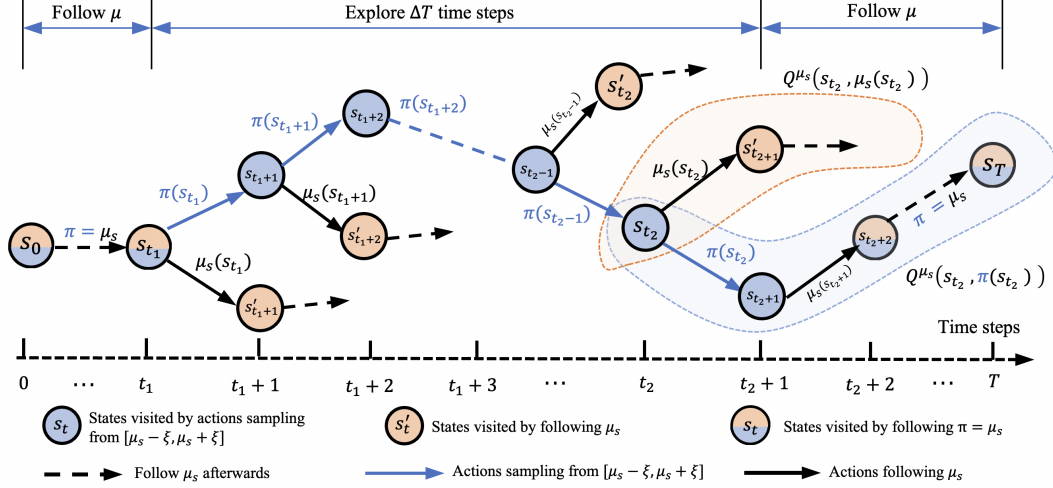 Follow μ
Explore ΔT time steps
Follow μ
s′_{t_2}
Q^{μ_s}(s_{t_2}, μ_s(s_{t_2}))
π(s_{t_1+1})
s_{t_1+2}
π(s_{t_1+2})
μ_s(s_{t_2−1})
s′_{t_2+1}
s_T
π(s_{t_1})
s_{t_1+1}
μ_s(s_{t_1+1})
s_{t_2−1}
μ_s(s_{t_2})
π(s_{t_2−1})
π = μ_s
s_0
π = μ_s
s_{t_1}
s′_{t_1+2}
s_{t_2}
π(s_{t_2})
s_{t_2+2}
μ_s(s_{t_1})
s′_{t_1+1}
s_{t_2+1}
μ_s(s_{t_2+1})
Q^{μ_s}(s_{t_2}, π(s_{t_2}))
Time steps
0 ⋯ t_1 t_1 + 1 t_1 + 2 t_1 + 3 ⋯ t_2 t_2 + 1 t_2 + 2 ⋯ T
s_t States visited by actions sampling
from [μ_s − ξ, μ_s + ξ]
s′_t States visited by following μ_s
s_t States visited by following π = μ_s
Follow μ_s afterwards
Actions sampling from [μ_s − ξ, μ_s + ξ]
Actions following μ_s